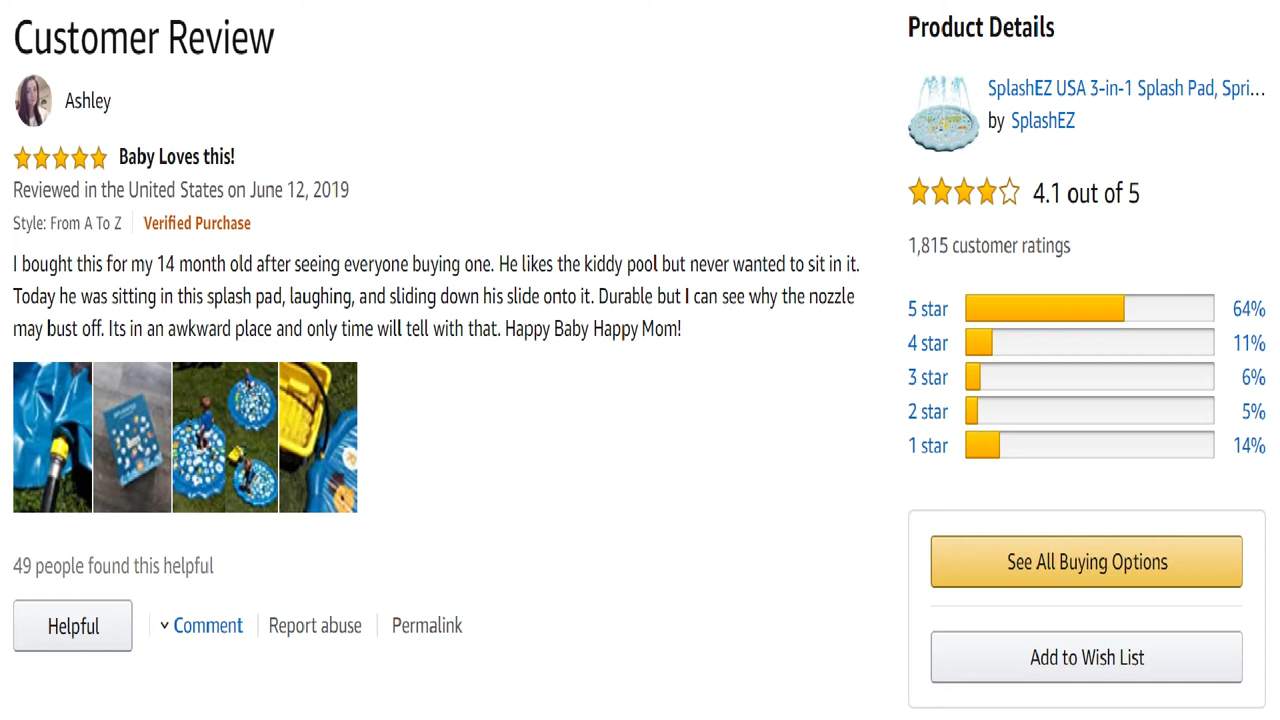 Customer Review
Ashley
Baby Loves this!
Reviewed in the United States on June 12, 2019
Style: From A To Z
Verified Purchase
I bought this for my 14 month old after seeing everyone buying one. He likes the kiddy pool but never wanted to sit in it.
Today he was sitting in this splash pad, laughing, and sliding down his slide onto it. Durable but I can see why the nozzle
may bust off. Its in an awkward place and only time will tell with that. Happy Baby Happy Mom!
49 people found this helpful
Helpful
Comment
Report abuse
Permalink
Product Details
SplashEZ USA 3-in-1 Splash Pad, Spri...
by SplashEZ
4.1 out of 5
1,815 customer ratings
5 star 64%
4 star 11%
3 star 6%
2 star 5%
1 star 14%
See All Buying Options
Add to Wish List